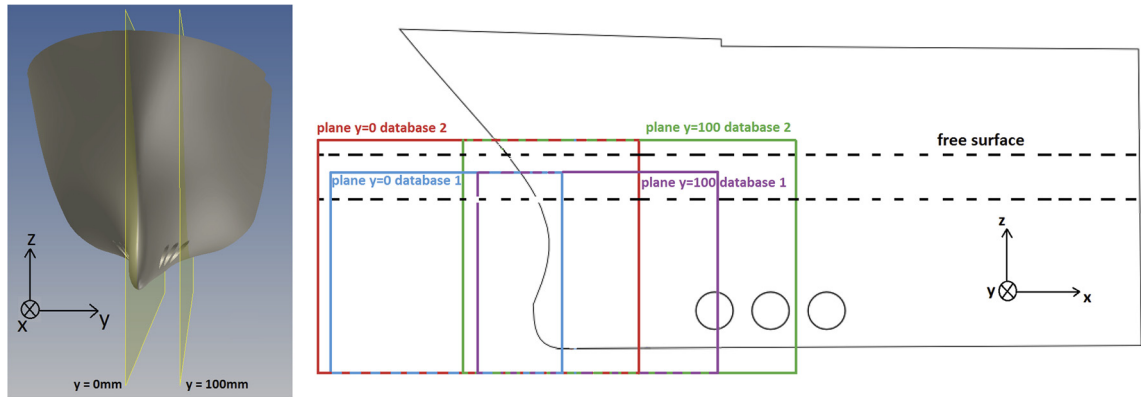 z
x
y
y = 0mm
y = 100mm
plane y=0 database 2
plane y=100 database 2
free surface
plane y=0 database 1
plane y=100 database 1
z
y
x